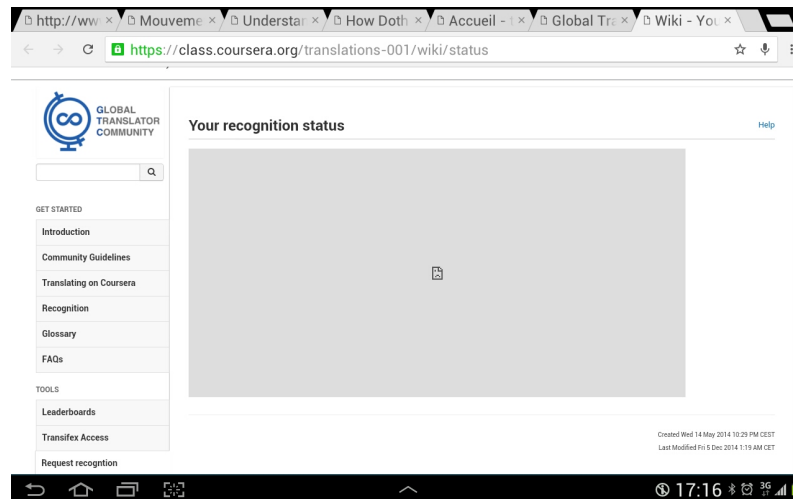 http://ww
Mouveme
Understar
How Doth
Accueil -
Global Tra
Wiki - You
https://class.coursera.org/translations-001/wiki/status
GLOBAL
TRANSLATOR
COMMUNITY
Your recognition status
Help
GET STARTED
Introduction
Community Guidelines
Translating on Coursera
Recognition
Glossary
FAQs
TOOLS
Leaderboards
Transifex Access
Request recogntion
Created Wed 14 May 2014 10:29 PM CEST
Last Modified Fri 5 Dec 2014 1:19 AM CET
17:16
3G